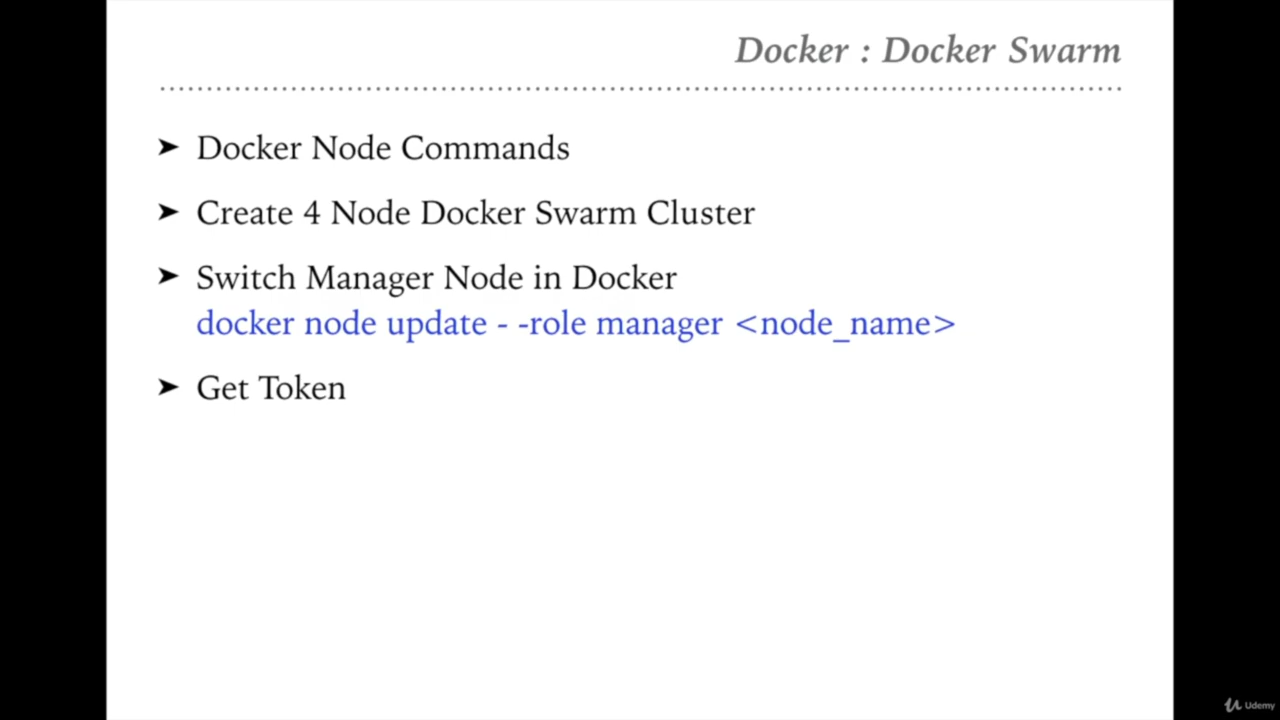 Docker : Docker Swarm
➤ Docker Node Commands
➤ Create 4 Node Docker Swarm Cluster
➤ Switch Manager Node in Docker
docker node update - -role manager <node_name>
➤ Get Token
Udemy